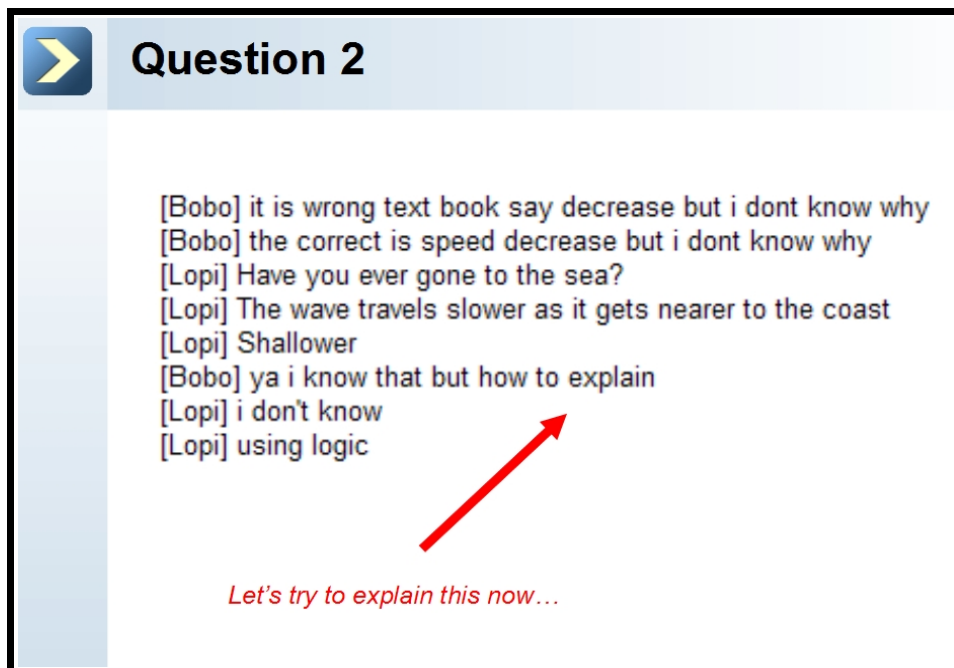 Question 2
[Bobo] it is wrong text book say decrease but i dont know why
[Bobo] the correct is speed decrease but i dont know why
[Lopi] Have you ever gone to the sea?
[Lopi] The wave travels slower as it gets nearer to the coast
[Lopi] Shallower
[Bobo] ya i know that but how to explain
[Lopi] i don't know
[Lopi] using logic
Let's try to explain this now…